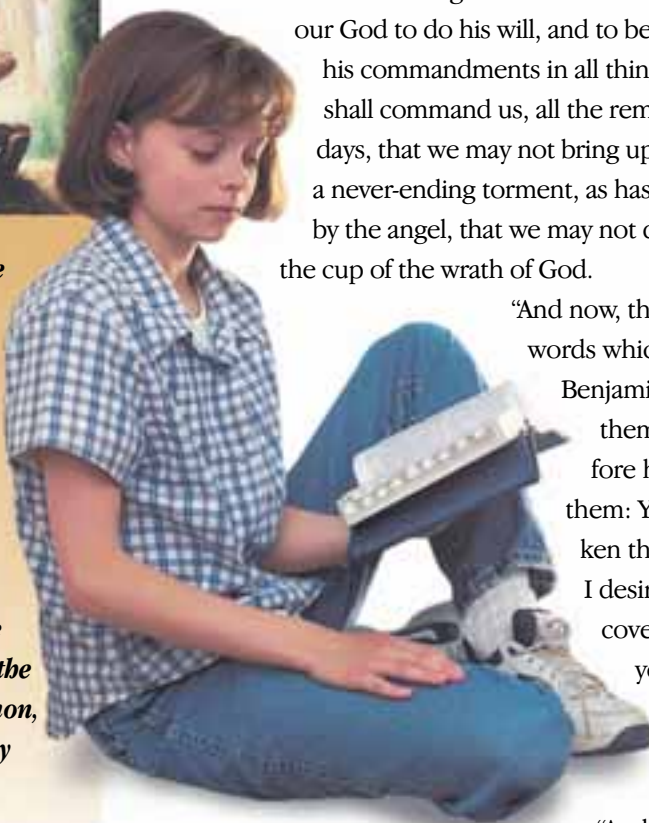 our God to do his will, and to be
his commandments in all thin
shall command us, all the rem
days, that we may not bring up
a never-ending torment, as has
by the angel, that we may not d
the cup of the wrath of God.
"And now, th
words whic
Benjami
them
fore h
them: Y
ken th
I desir
cove
y
e
the
on,
y